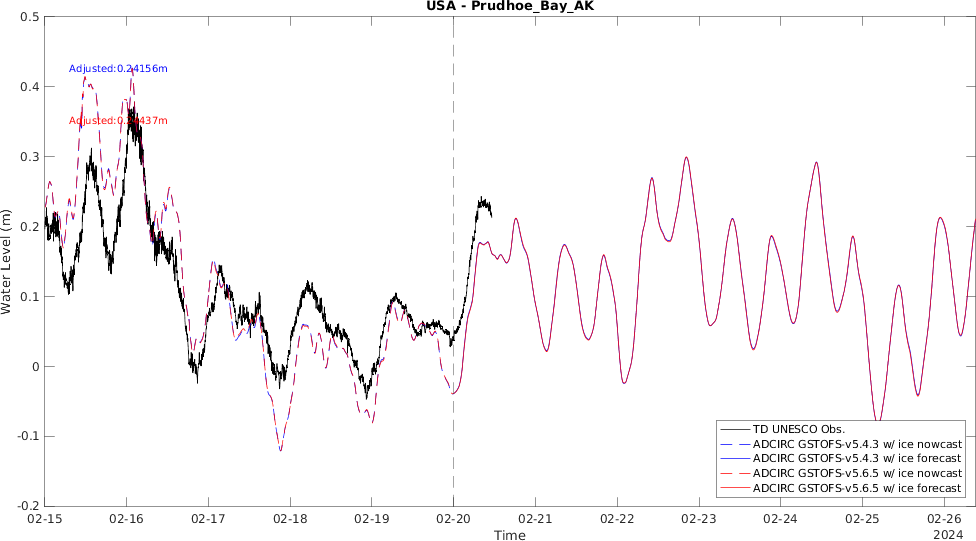 USA - Prudhoe_Bay_AK
0.5
0.4
0.3
0.2
0.1
0
-0.1
-0.2
Water Level (m)
Adjusted:0.24156m
TD UNESCO Obs.
ADCIRC GSTOFS-v5.4.3 w/ ice nowcast
ADCIRC GSTOFS-v5.4.3 w/ ice forecast
ADCIRC GSTOFS-v5.6.5 w/ ice nowcast
ADCIRC GSTOFS-v5.6.5 w/ ice forecast
02-15 02-16 02-17 02-18 02-19 02-20 02-21 02-22 02-23 02-24 02-25 02-26
Time
2024